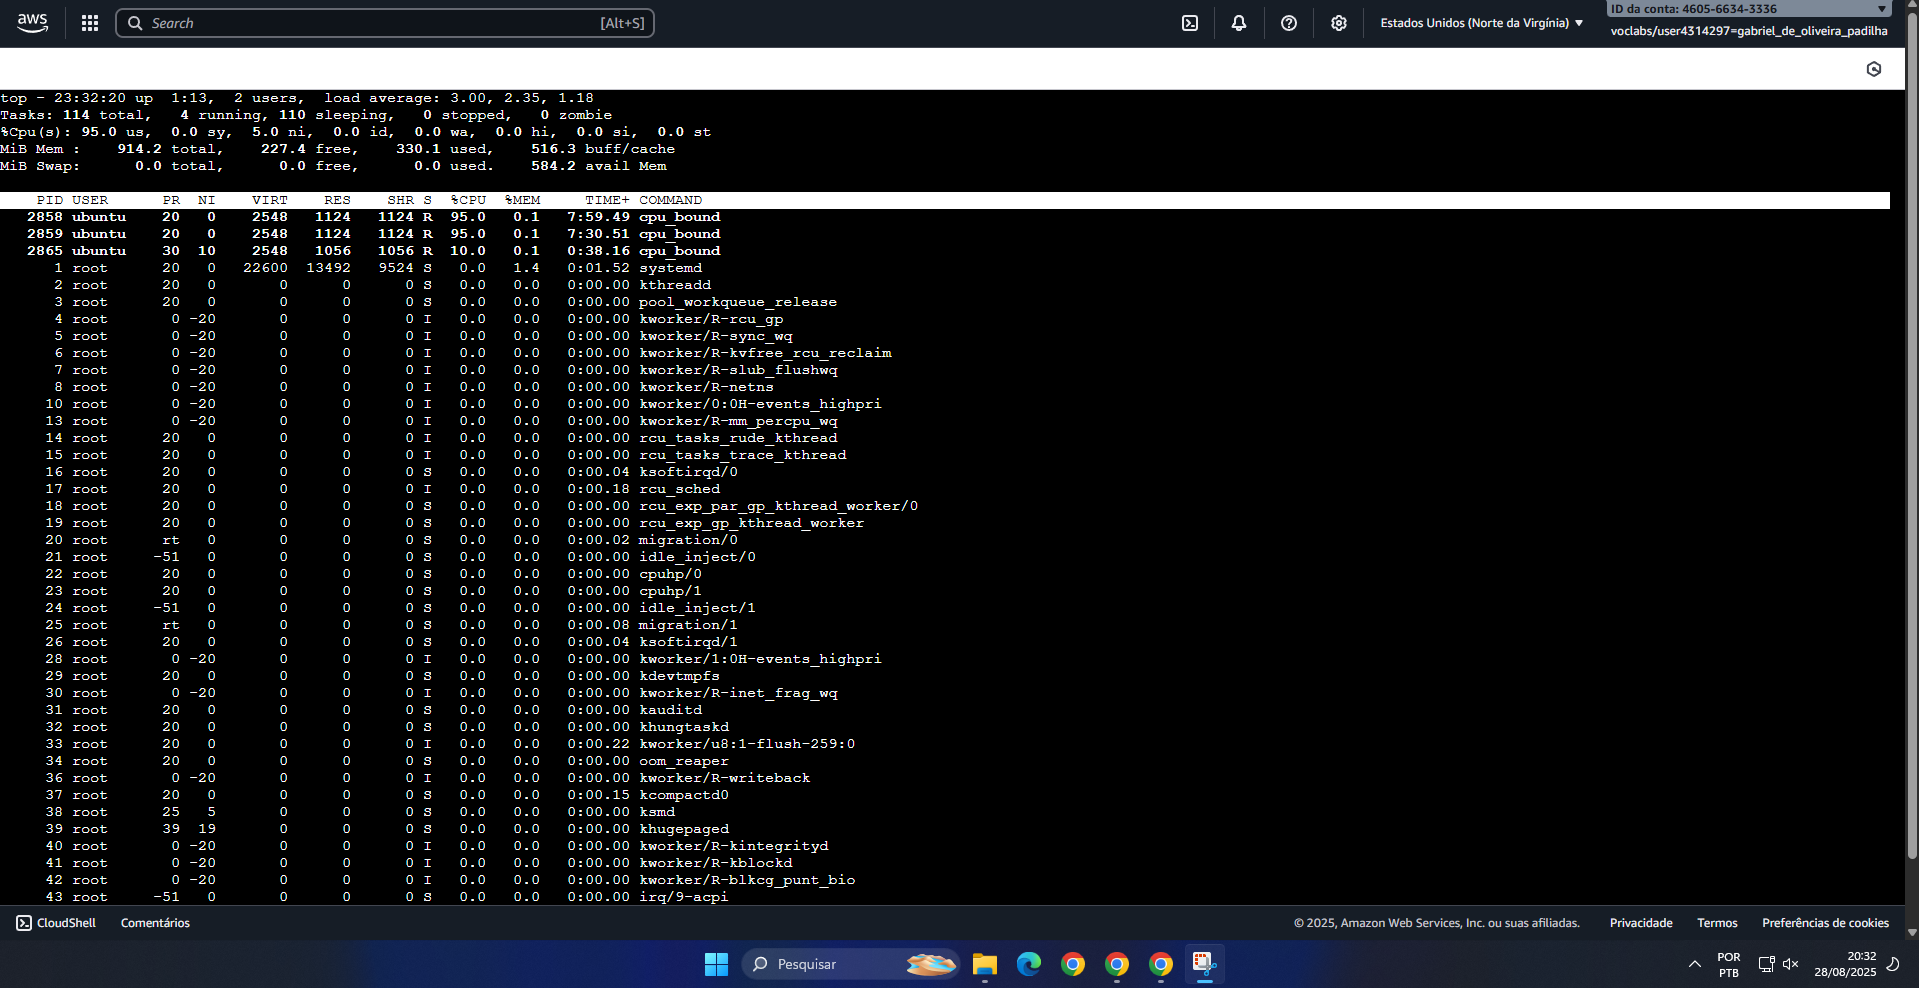 aws
Search [Alt+S]
Estados Unidos (Norte da Virgínia)
ID da conta: 4605-6634-3336
voclabs/user4314297=gabriel_de_oliveira_padilha
top - 23:32:20 up  1:13,  2 users,  load average: 3.00, 2.35, 1.18
Tasks: 114 total,   4 running, 110 sleeping,   0 stopped,   0 zombie
%Cpu(s): 95.0 us,  0.0 sy,  5.0 ni,  0.0 id,  0.0 wa,  0.0 hi,  0.0 si,  0.0 st
MiB Mem :    914.2 total,    227.4 free,    330.1 used,    516.3 buff/cache
MiB Swap:      0.0 total,      0.0 free,      0.0 used.    584.2 avail Mem
PID USER PR NI VIRT RES SHR S %CPU %MEM TIME+ COMMAND
2858 ubuntu 20 0 2548 1124 1124 R 95.0 0.1 7:59.49 cpu_bound
2859 ubuntu 20 0 2548 1124 1124 R 95.0 0.1 7:30.51 cpu_bound
2865 ubuntu 30 10 2548 1056 1056 R 10.0 0.1 0:38.16 cpu_bound
1 root 20 0 22600 13492 9524 S 0.0 1.4 0:01.52 systemd
2 root 20 0 0 0 0 S 0.0 0.0 0:00.00 kthreadd
3 root 20 0 0 0 0 S 0.0 0.0 0:00.00 pool_workqueue_release
4 root 0 -20 0 0 0 I 0.0 0.0 0:00.00 kworker/R-rcu_gp
5 root 0 -20 0 0 0 I 0.0 0.0 0:00.00 kworker/R-sync_wq
6 root 0 -20 0 0 0 I 0.0 0.0 0:00.00 kworker/R-kvfree_rcu_reclaim
7 root 0 -20 0 0 0 I 0.0 0.0 0:00.00 kworker/R-slub_flushwq
8 root 0 -20 0 0 0 I 0.0 0.0 0:00.00 kworker/R-netns
10 root 0 -20 0 0 0 I 0.0 0.0 0:00.00 kworker/0:0H-events_highpri
13 root 0 -20 0 0 0 I 0.0 0.0 0:00.00 kworker/R-mm_percpu_wq
14 root 20 0 0 0 0 I 0.0 0.0 0:00.00 rcu_tasks_rude_kthread
15 root 20 0 0 0 0 I 0.0 0.0 0:00.00 rcu_tasks_trace_kthread
16 root 20 0 0 0 0 S 0.0 0.0 0:00.04 ksoftirqd/0
17 root 20 0 0 0 0 I 0.0 0.0 0:00.18 rcu_sched
18 root 20 0 0 0 0 S 0.0 0.0 0:00.00 rcu_exp_par_gp_kthread_worker/0
19 root 20 0 0 0 0 S 0.0 0.0 0:00.00 rcu_exp_gp_kthread_worker
20 root rt 0 0 0 0 S 0.0 0.0 0:00.02 migration/0
21 root -51 0 0 0 0 S 0.0 0.0 0:00.00 idle_inject/0
22 root 20 0 0 0 0 S 0.0 0.0 0:00.00 cpuhp/0
23 root 20 0 0 0 0 S 0.0 0.0 0:00.00 cpuhp/1
24 root -51 0 0 0 0 S 0.0 0.0 0:00.00 idle_inject/1
25 root rt 0 0 0 0 S 0.0 0.0 0:00.08 migration/1
26 root 20 0 0 0 0 S 0.0 0.0 0:00.04 ksoftirqd/1
28 root 0 -20 0 0 0 I 0.0 0.0 0:00.00 kworker/1:0H-events_highpri
29 root 20 0 0 0 0 S 0.0 0.0 0:00.00 kdevtmpfs
30 root 0 -20 0 0 0 I 0.0 0.0 0:00.00 kworker/R-inet_frag_wq
31 root 20 0 0 0 0 S 0.0 0.0 0:00.00 kauditd
32 root 20 0 0 0 0 S 0.0 0.0 0:00.00 khungtaskd
33 root 20 0 0 0 0 I 0.0 0.0 0:00.22 kworker/u8:1-flush-259:0
34 root 20 0 0 0 0 S 0.0 0.0 0:00.00 oom_reaper
36 root 0 -20 0 0 0 I 0.0 0.0 0:00.00 kworker/R-writeback
37 root 20 0 0 0 0 S 0.0 0.0 0:00.15 kcompactd0
38 root 25 5 0 0 0 S 0.0 0.0 0:00.00 ksmd
39 root 39 19 0 0 0 S 0.0 0.0 0:00.00 khugepaged
40 root 0 -20 0 0 0 I 0.0 0.0 0:00.00 kworker/R-kintegrityd
41 root 0 -20 0 0 0 I 0.0 0.0 0:00.00 kworker/R-kblockd
42 root 0 -20 0 0 0 I 0.0 0.0 0:00.00 kworker/R-blkcg_punt_bio
43 root -51 0 0 0 0 S 0.0 0.0 0:00.00 irq/9-acpi
CloudShell Comentários © 2025, Amazon Web Services, Inc. ou suas afiliadas. Privacidade Termos Preferências de cookies
Pesquisar
POR
PTB
20:32
28/08/2025